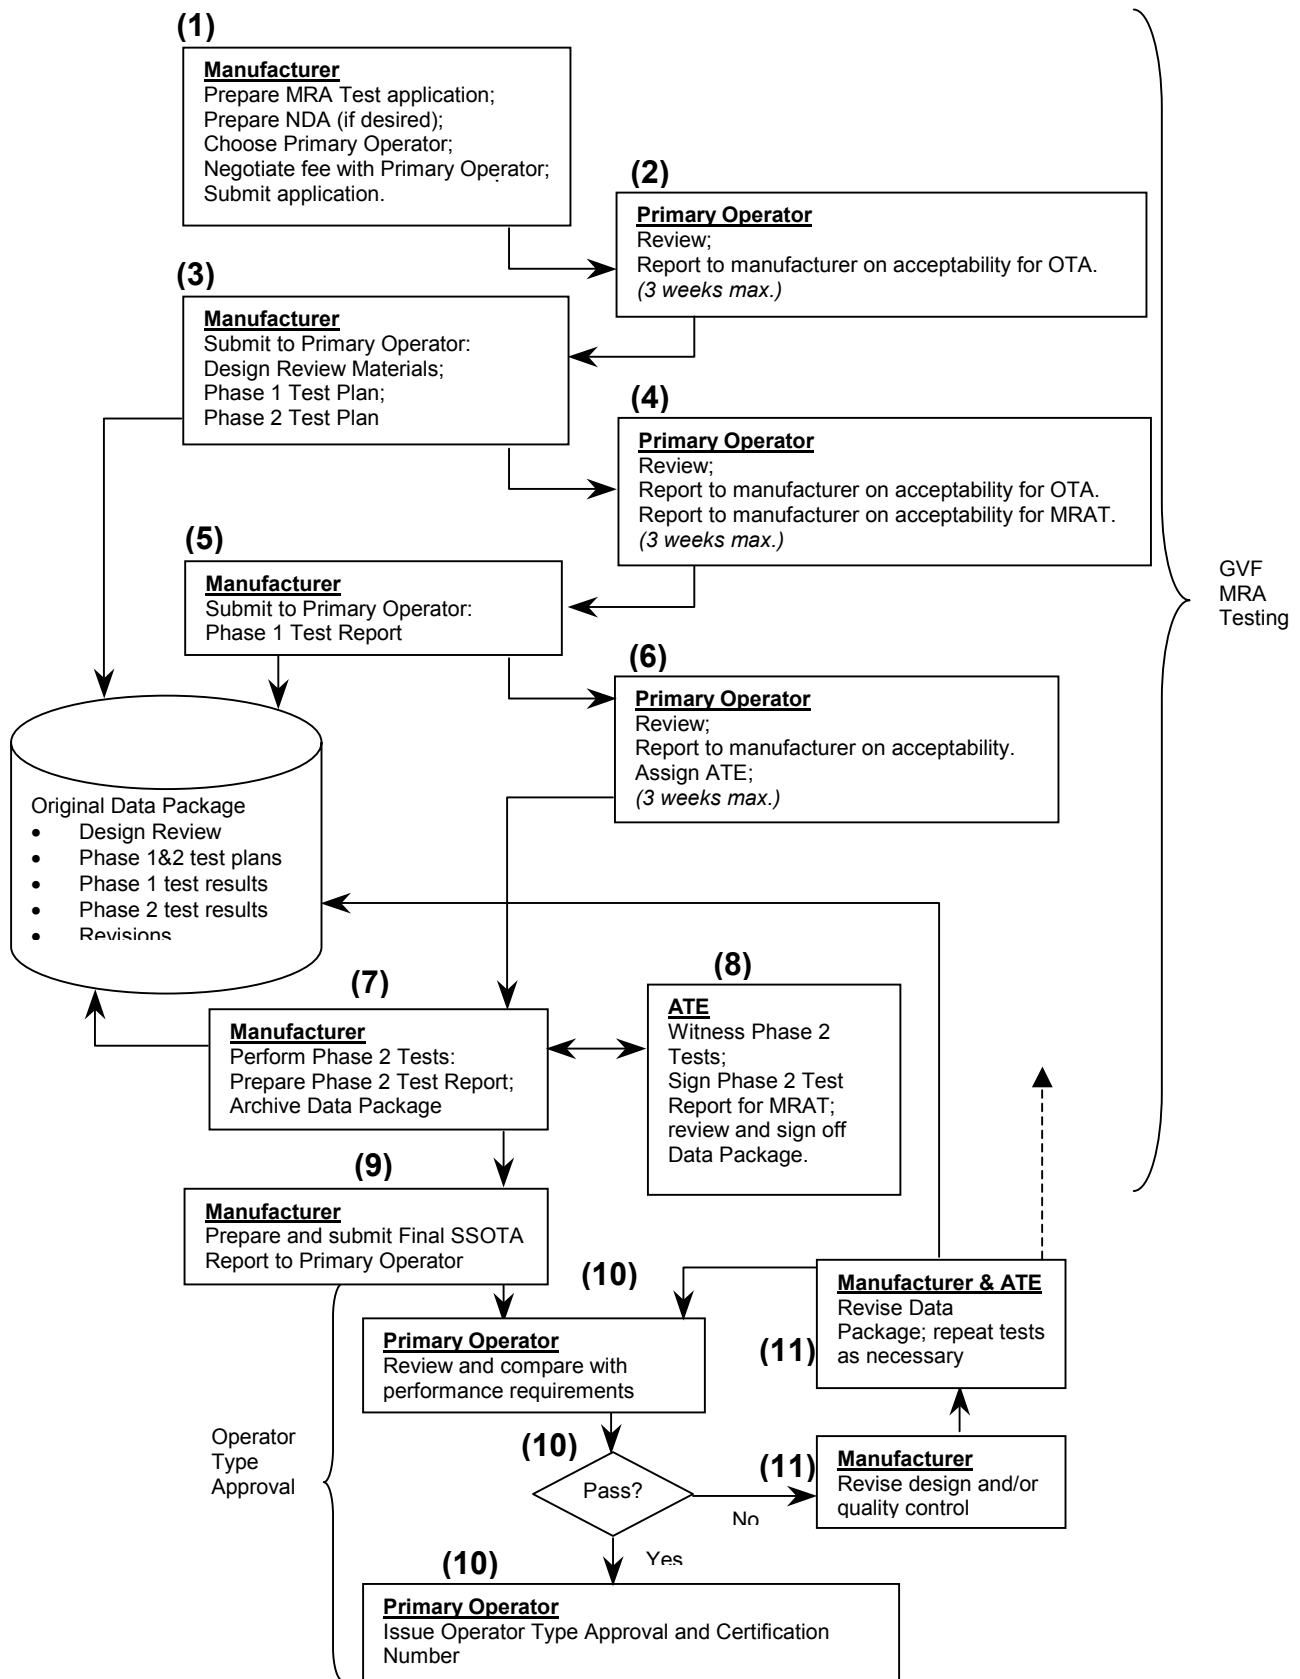 (1)
Manufacturer
Prepare MRA Test application;
Prepare NDA (if desired);
Choose Primary Operator;
Negotiate fee with Primary Operator;
Submit application.
(2)
Primary Operator
Review;
Report to manufacturer on acceptability for OTA.
(3 weeks max.)
(3)
Manufacturer
Submit to Primary Operator:
Design Review Materials;
Phase 1 Test Plan;
Phase 2 Test Plan
(4)
Primary Operator
Review;
Report to manufacturer on acceptability for OTA.
Report to manufacturer on acceptability for MRAT.
(3 weeks max.)
(5)
Manufacturer
Submit to Primary Operator:
Phase 1 Test Report
GVF
MRA
Testing
(6)
Primary Operator
Review;
Report to manufacturer on acceptability.
Assign ATE;
(3 weeks max.)
Original Data Package
• Design Review
• Phase 1&2 test plans
• Phase 1 test results
• Phase 2 test results
• Revisions
(7)
Manufacturer
Perform Phase 2 Tests:
Prepare Phase 2 Test Report;
Archive Data Package
(8)
ATE
Witness Phase 2
Tests;
Sign Phase 2 Test
Report for MRAT;
review and sign off
Data Package.
(9)
Manufacturer
Prepare and submit Final SSOTA
Report to Primary Operator
(10)
Primary Operator
Review and compare with
performance requirements
(11)
Manufacturer & ATE
Revise Data
Package; repeat tests
as necessary
Operator
Type
Approval
(10)
Pass?
No
Yes
(11)
Manufacturer
Revise design and/or
quality control
(10)
Primary Operator
Issue Operator Type Approval and Certification
Number